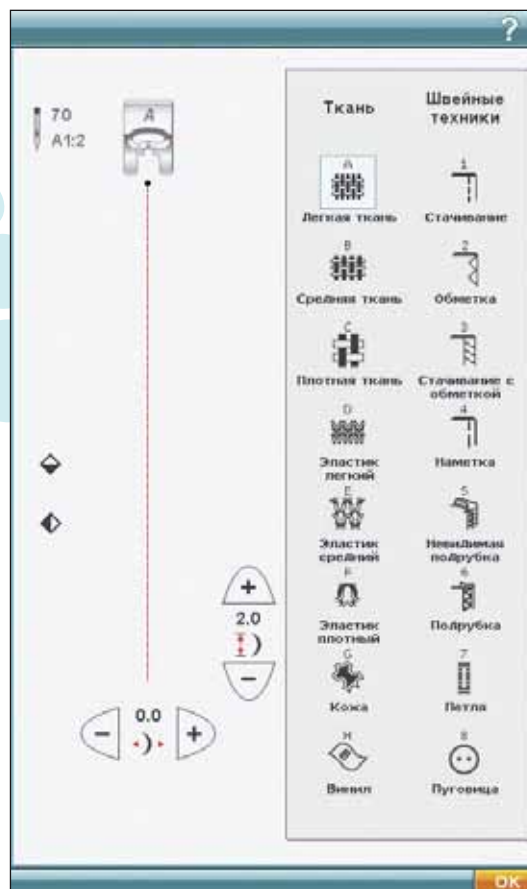 ?
70
A
A1:2
Ткань
Швейные
техники
A
1
Легкая ткань
Стачивание
B
2
Средняя ткань
Обметка
C
3
Плотная ткань
Стачивание с
обметкой
D
4
Эластик
легкий
Наметка
E
5
Эластик
средний
Невидимая
подрубка
F
6
Эластик
плотный
Подрубка
G
7
Кожа
Петля
H
8
Винил
Пуговица
+
2.0
−
−
0.0
+
OK